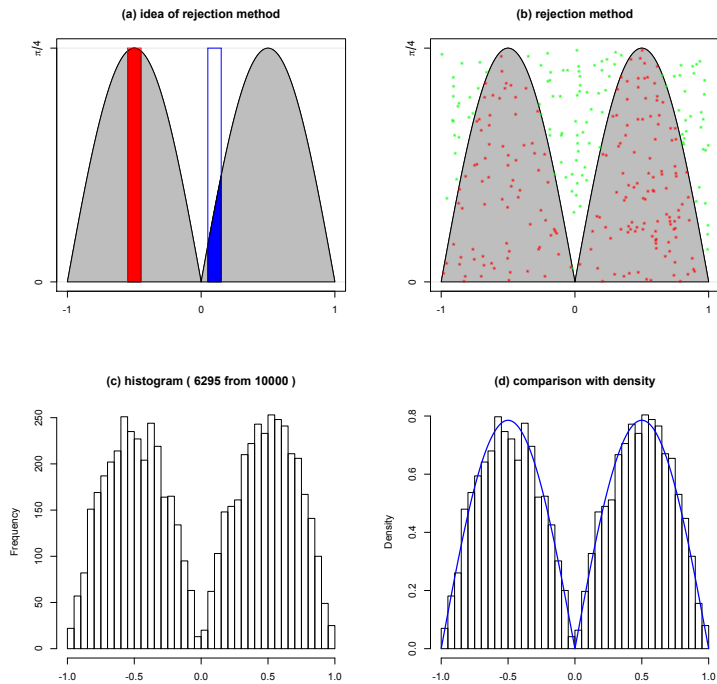 (a) idea of rejection method
π/4
0
-1 0 1
(b) rejection method
π/4
0
-1 0 1
(c) histogram ( 6295 from 10000 )
Frequency
250
200
150
100
50
0
-1.0 -0.5 0.0 0.5 1.0
(d) comparison with density
Density
0.8
0.6
0.4
0.2
0.0
-1.0 -0.5 0.0 0.5 1.0